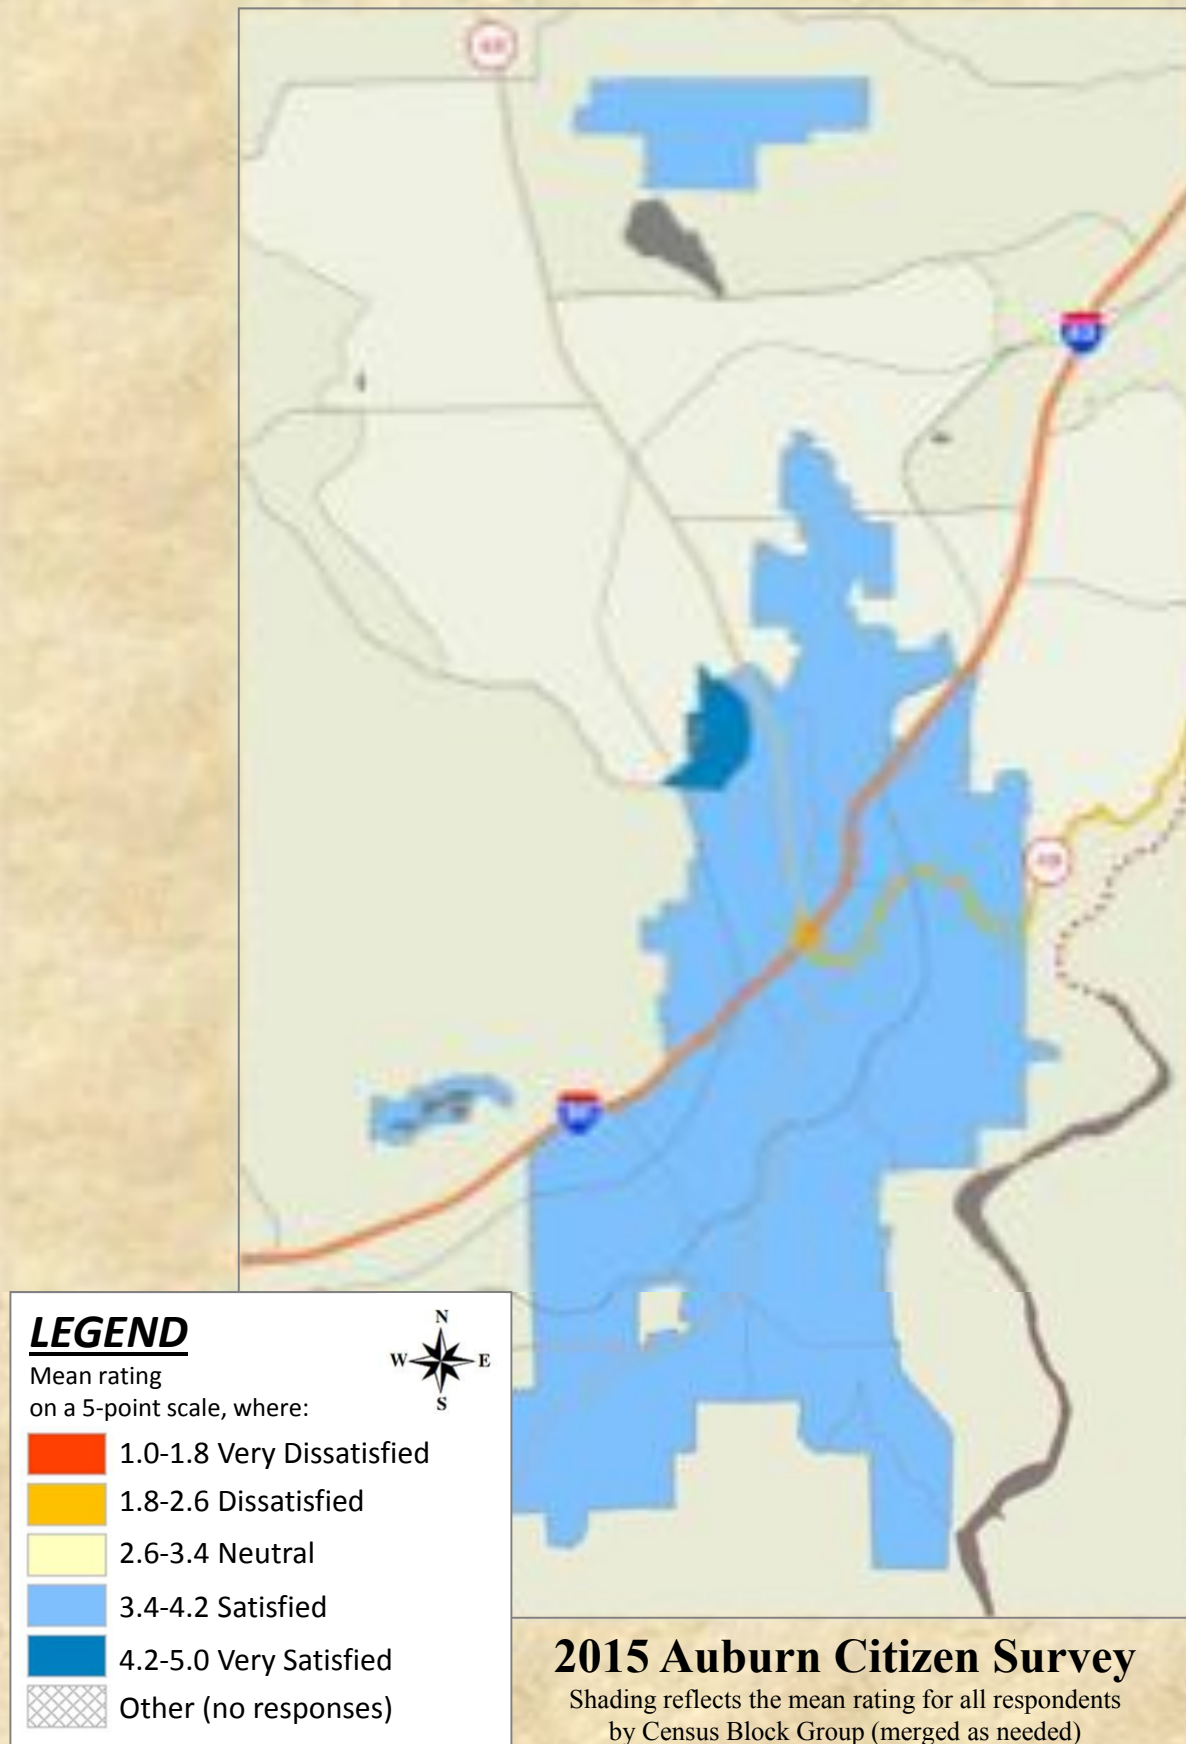 LEGEND
Mean rating
on a 5-point scale, where:
N
W E
S
1.0-1.8 Very Dissatisfied
1.8-2.6 Dissatisfied
2.6-3.4 Neutral
3.4-4.2 Satisfied
4.2-5.0 Very Satisfied
Other (no responses)
2015 Auburn Citizen Survey
Shading reflects the mean rating for all respondents
by Census Block Group (merged as needed)